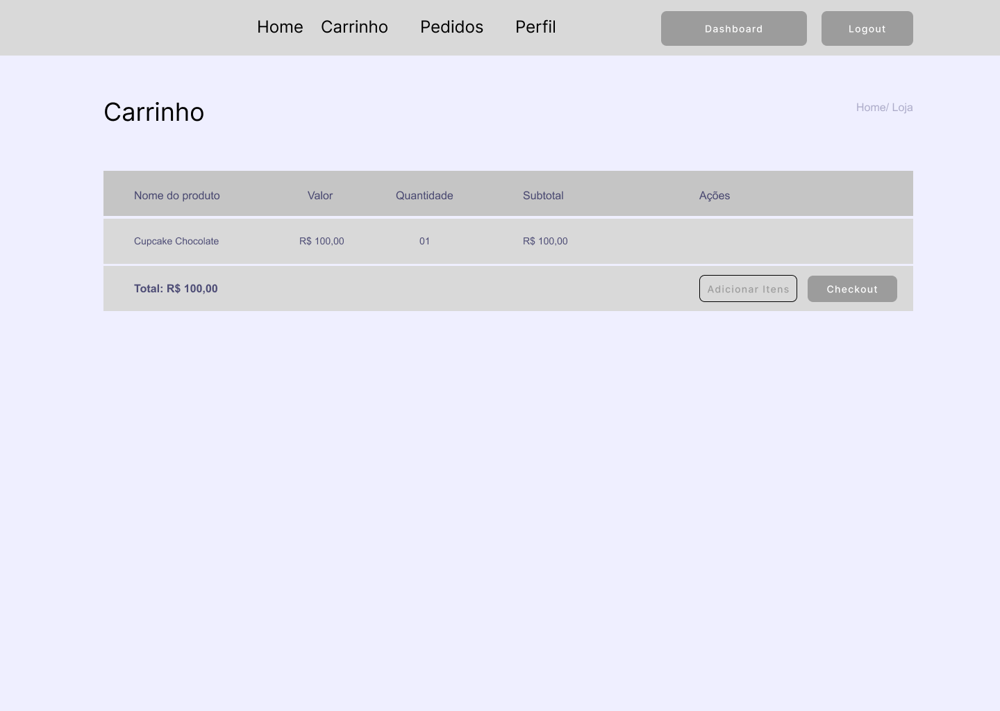 Home Carrinho Pedidos Perfil Dashboard Logout
Carrinho
Home/ Loja
Nome do produto Valor Quantidade Subtotal Ações
Cupcake Chocolate R$ 100,00 01 R$ 100,00
Total: R$ 100,00 Adicionar Itens Checkout